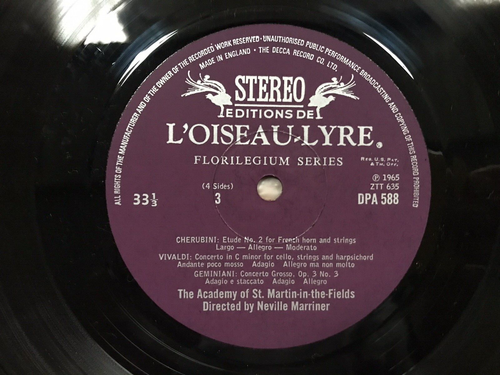 ALL RIGHTS OF THE MANUFACTURER AND OF THE OWNER OF THE RECORDED WORK RESERVED·UNAUTHORISED PUBLIC PERFORMANCE BROADCASTING AND COPYING OF THIS RECORD PROHIBITED
MADE IN ENGLAND · THE DECCA RECORD CO. LTD.
STEREO
EDITIONS DE
L'OISEAU-LYRE®
FLORILEGIUM SERIES
REG. U.S. PAT. & TM. OFF.
℗ 1965
ZTT 635
33⅓
(4 Sides)
3
DPA 588
CHERUBINI: Etude No. 2 for French horn and strings
Largo — Allegro — Moderato
VIVALDI: Concerto in C minor for cello, strings and harpsichord
Andante poco mosso Adagio Allegro ma non molto
GEMINIANI: Concerto Grosso, Op. 3 No. 3
Adagio e staccato Adagio Allegro
The Academy of St. Martin-in-the-Fields
Directed by Neville Marriner